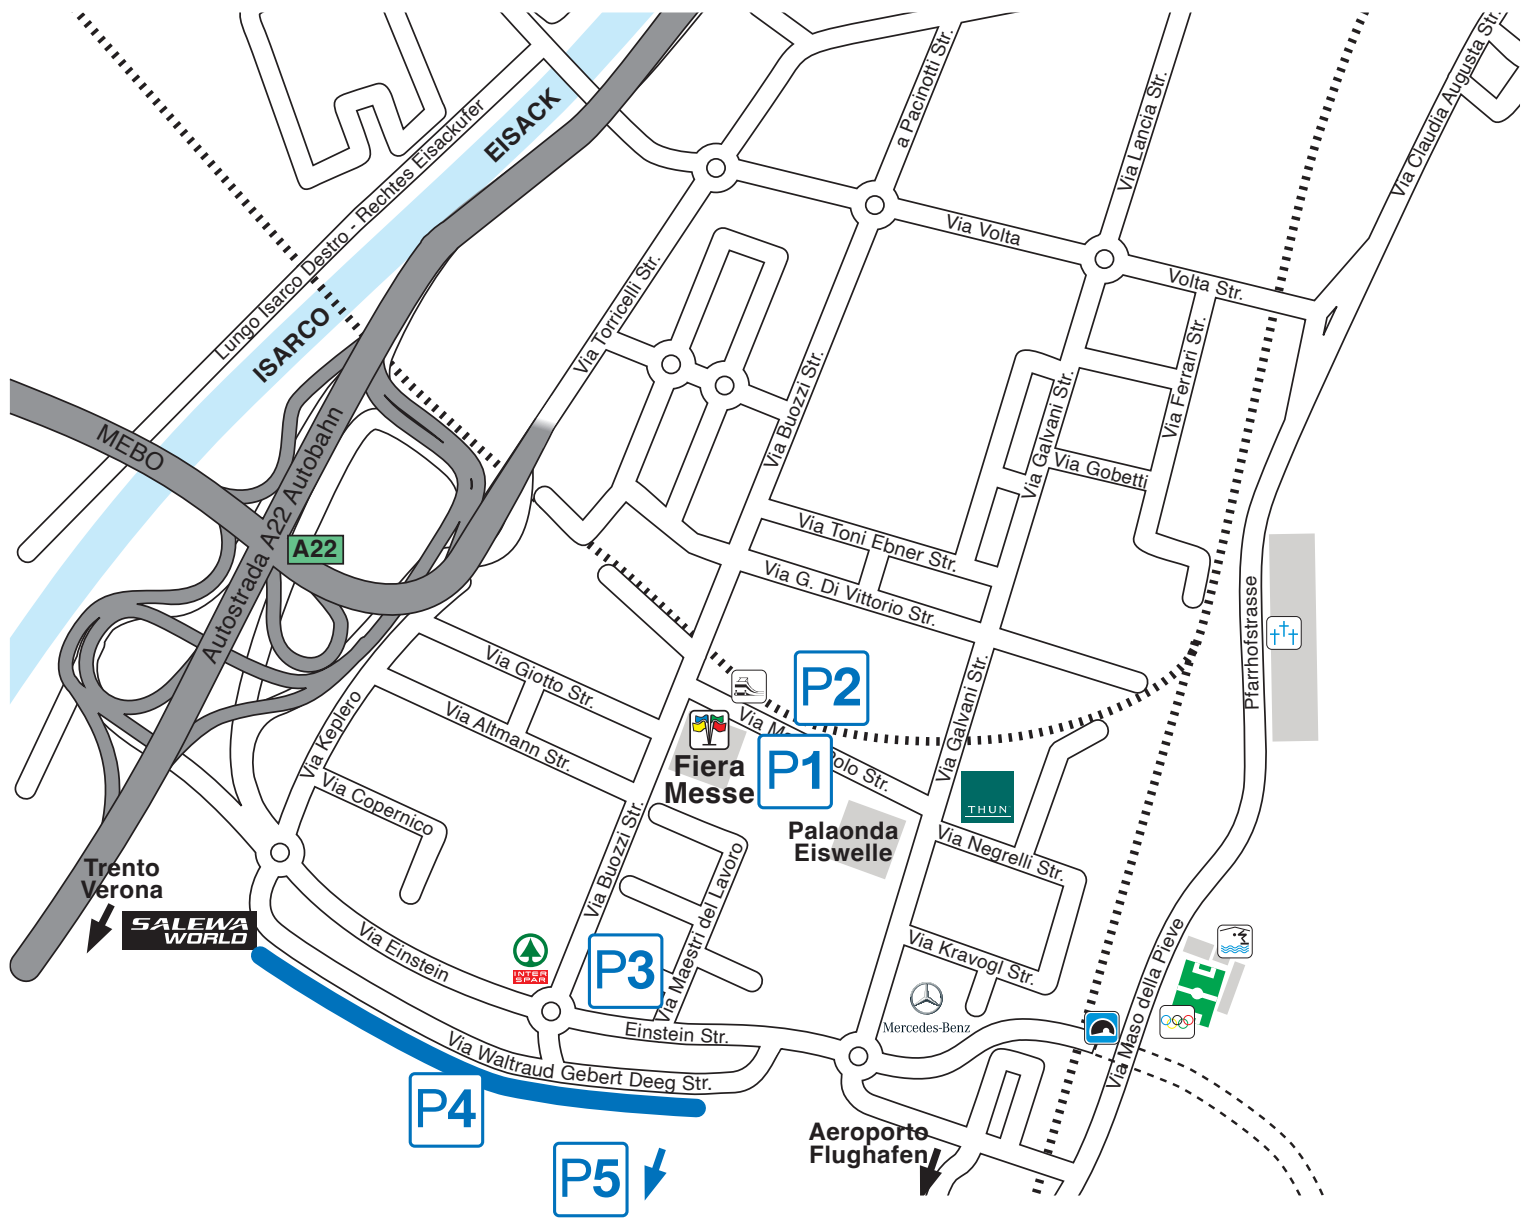 a Pacinotti Str.
Via Lancia Str.
Via Claudia Augusta Str.
EISACK
Lungo Isarco Destro - Rechtes Eisackufer
ISARCO
Via Volta
Volta Str.
Via Torricelli Str.
Via Buozzi Str.
Via Galvani Str.
Via Ferrari Str.
Via Gobetti
MEBO
Autostrada A22 Autobahn
A22
Via Toni Ebner Str.
Via G. Di Vittorio Str.
Pfarrhofstrasse
Via Giotto Str.
Via Altmann Str.
Via Keplero
Via Copernico
P2
Via Ma
olo Str.
P1
Fiera
Messe
Via Galvani Str.
THUN
Palaonda
Eiswelle
Via Negrelli Str.
Via Buozzi Str.
Via Maestri del Lavoro
Trento
Verona
SALEWA
WORLD
Via Einstein
INTER
SPAR
P3
Via Kravogl Str.
Mercedes-Benz
Via Maso della Pieve
Einstein Str.
Via Waltraud Gebert Deeg Str.
P4
P5
Aeroporto
Flughafen